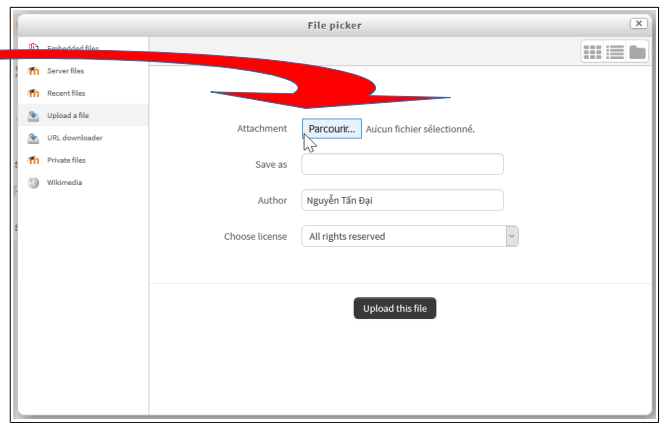 File picker
Embedded files
Server files
Recent files
Upload a file
URL downloader
Private files
Wikimedia
Attachment Parcourir... Aucun fichier sélectionné.
Save as
Author Nguyễn Tấn Đại
Choose license All rights reserved
Upload this file